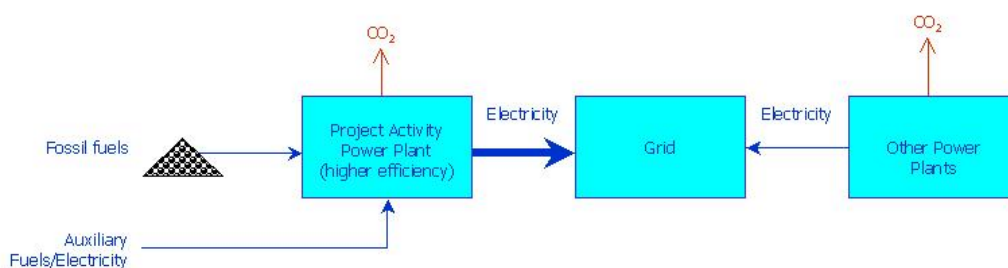 CO₂
CO₂
Electricity
Electricity
Fossil fuels
Project Activity
Power Plant
(higher efficiency)
Grid
Other Power
Plants
Auxiliary
Fuels/Electricity